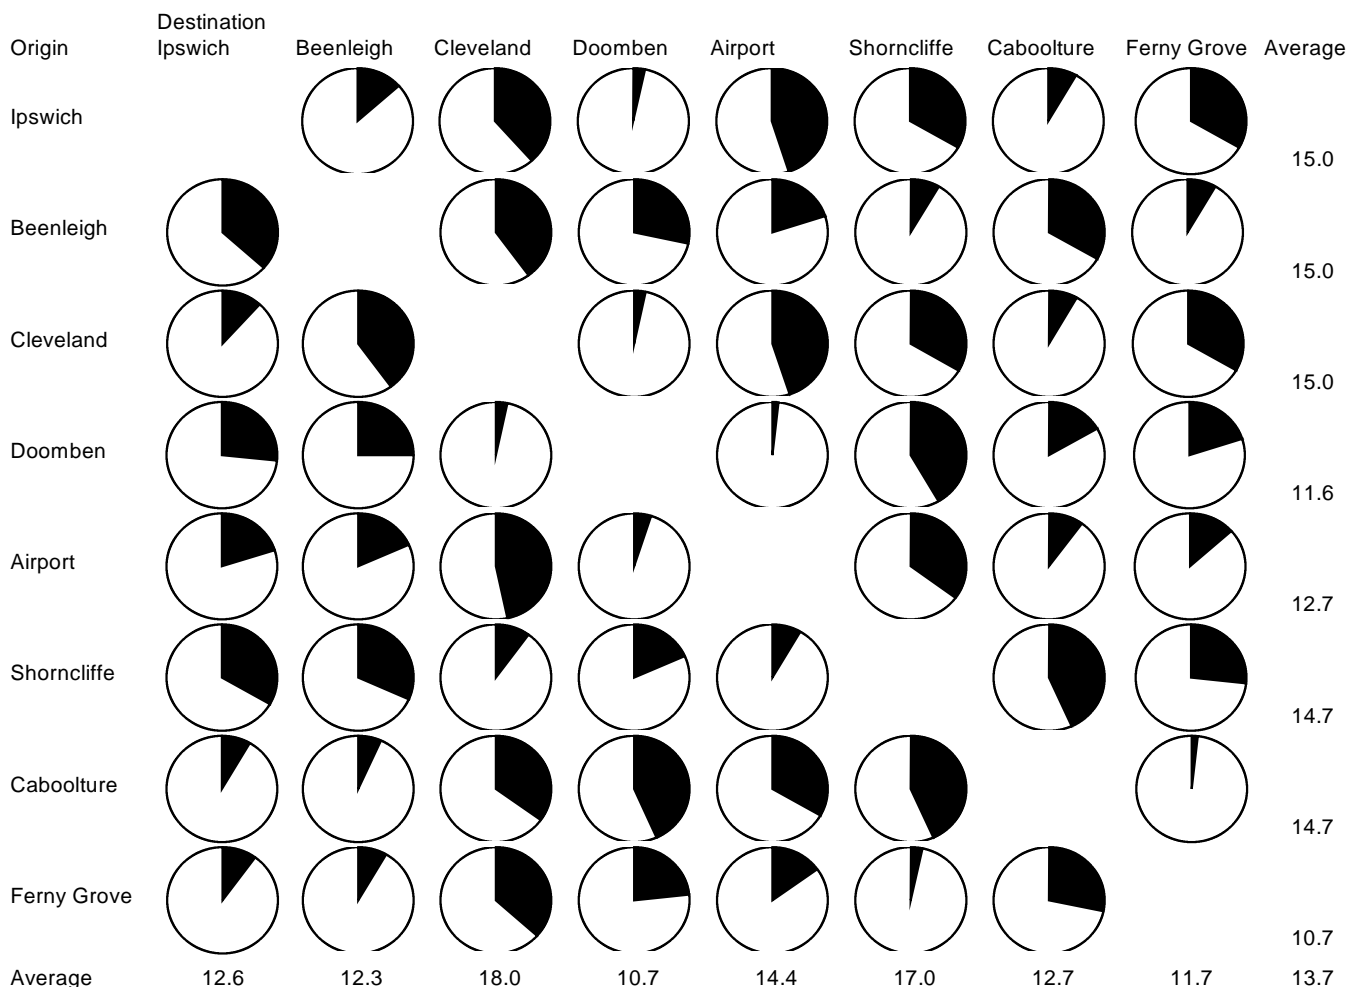 Destination
Origin Ipswich Beenleigh Cleveland Doomben Airport Shorncliffe Caboolture Ferny Grove Average
Ipswich
15.0
Beenleigh
15.0
Cleveland
15.0
Doomben
11.6
Airport
12.7
Shorncliffe
14.7
Caboolture
14.7
Ferny Grove
10.7
Average 12.6 12.3 18.0 10.7 14.4 17.0 12.7 11.7 13.7